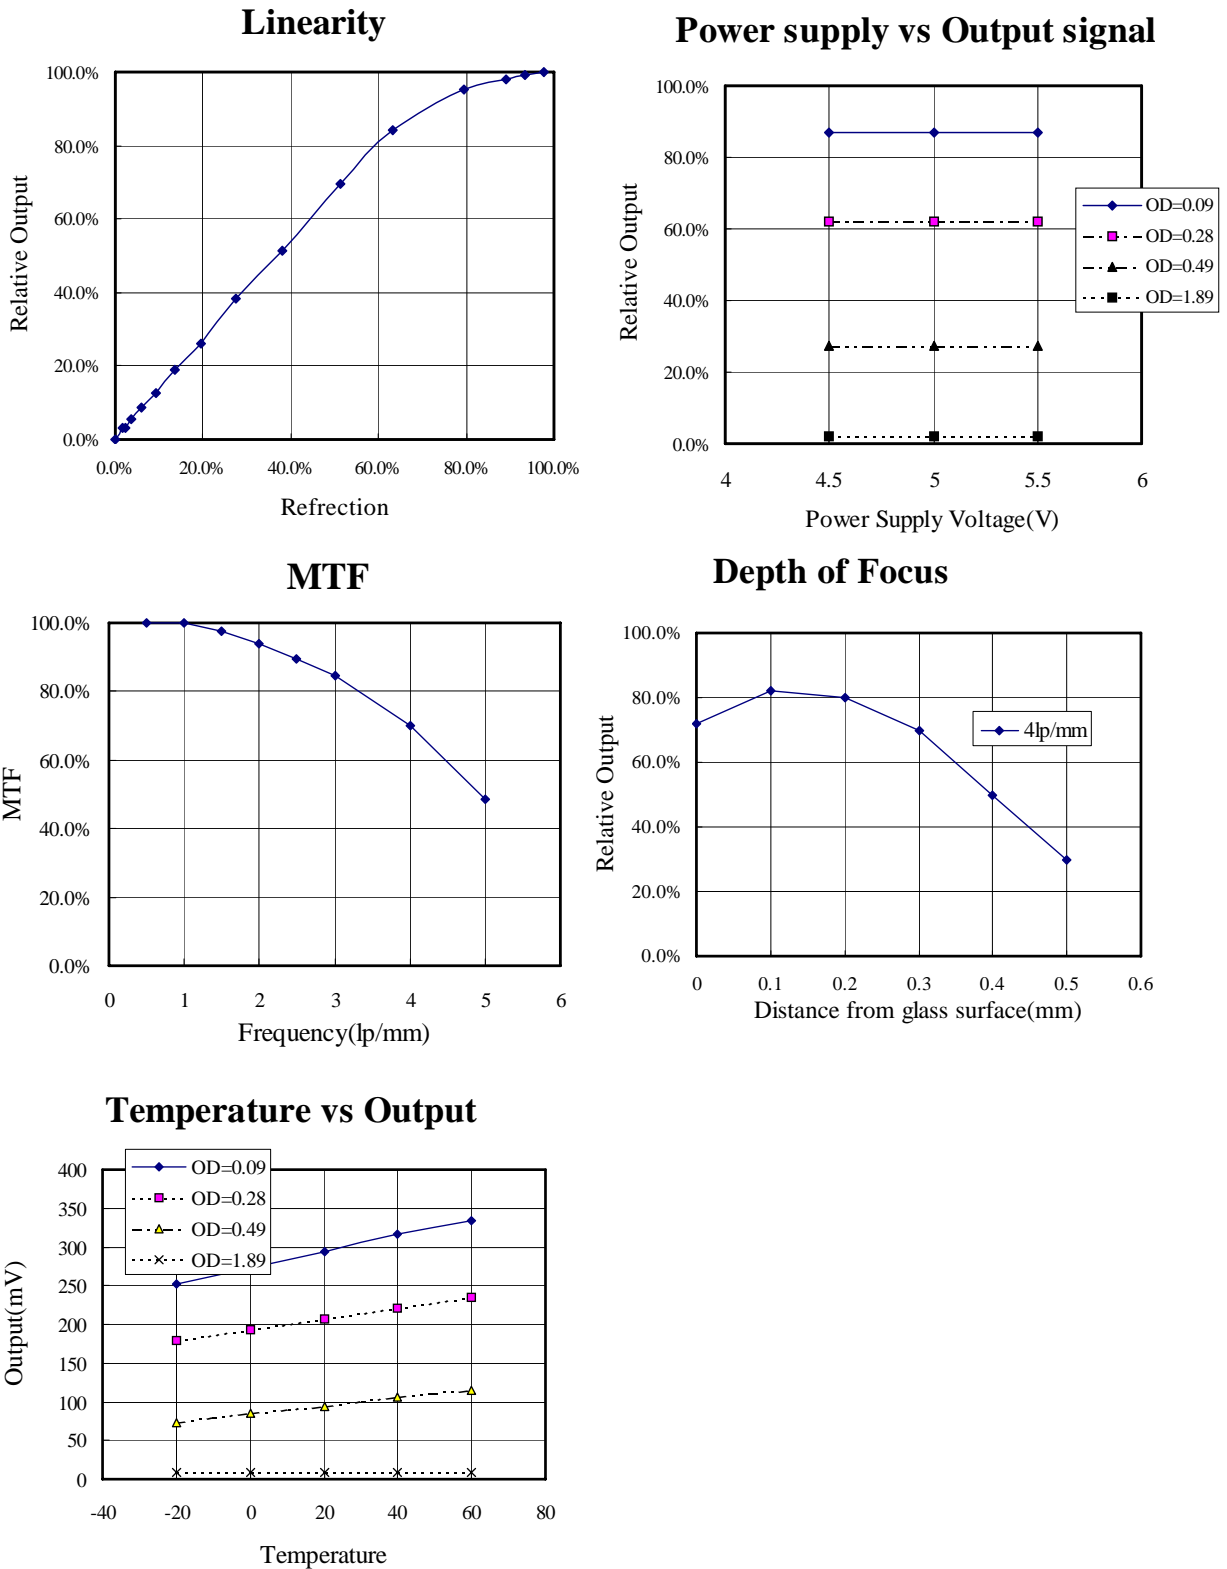 Linearity
100.0%
80.0%
60.0%
40.0%
20.0%
0.0%
Relative Output
0.0% 20.0% 40.0% 60.0% 80.0% 100.0%
Refrection
Power supply vs Output signal
100.0%
80.0%
60.0%
40.0%
20.0%
0.0%
Relative Output
OD=0.09
OD=0.28
OD=0.49
OD=1.89
4 4.5 5 5.5 6
Power Supply Voltage(V)
MTF
100.0%
80.0%
60.0%
40.0%
20.0%
0.0%
MTF
0 1 2 3 4 5 6
Frequency(lp/mm)
Depth of Focus
100.0%
80.0%
60.0%
40.0%
20.0%
0.0%
Relative Output
4lp/mm
0 0.1 0.2 0.3 0.4 0.5 0.6
Distance from glass surface(mm)
Temperature vs Output
400
350
300
250
200
150
100
50
0
Output(mV)
OD=0.09
OD=0.28
OD=0.49
OD=1.89
-40 -20 0 20 40 60 80
Temperature